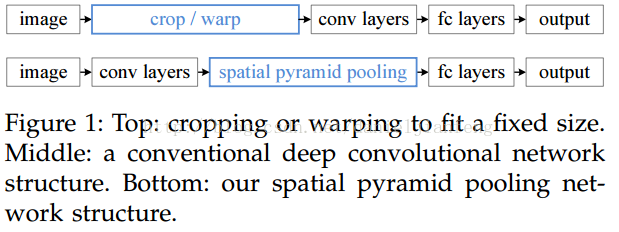 image crop / warp conv layers fc layers output
image conv layers spatial pyramid pooling fc layers output
Figure 1: Top: cropping or warping to fit a fixed size.
Middle: a conventional deep convolutional network
structure. Bottom: our spatial pyramid pooling net-
work structure.